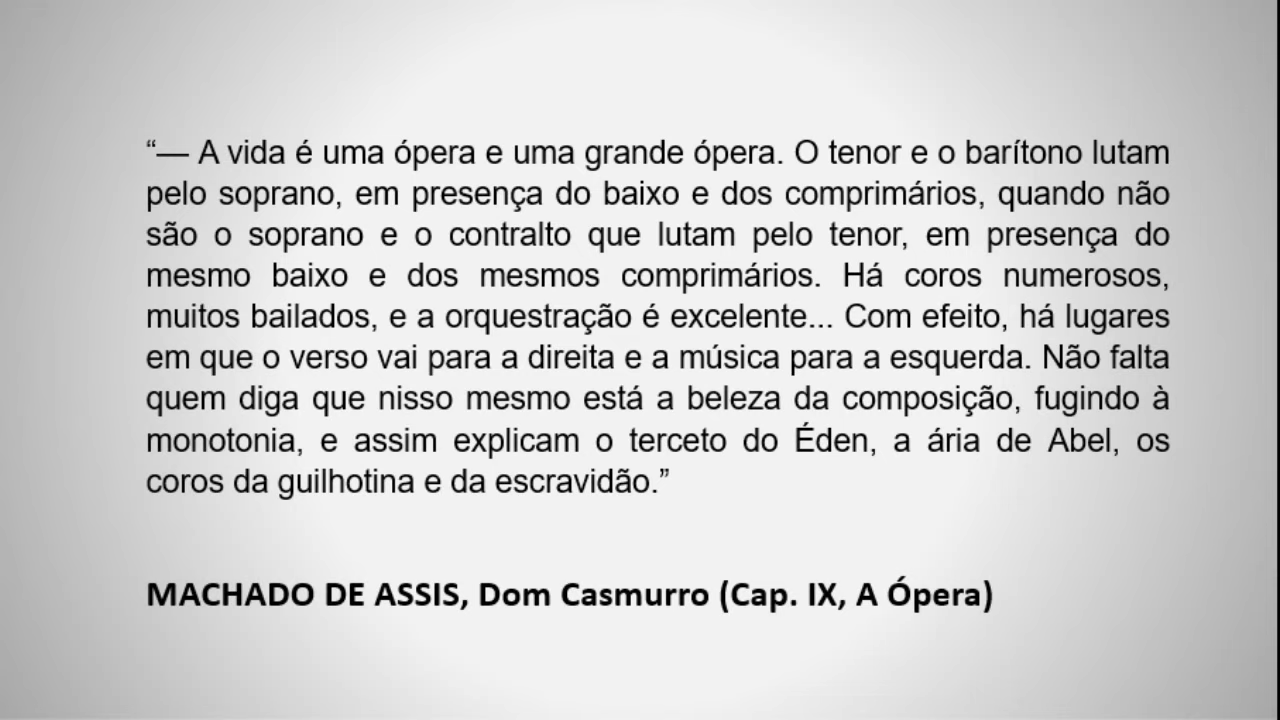 “— A vida é uma ópera e uma grande ópera. O tenor e o barítono lutam
pelo soprano, em presença do baixo e dos comprimários, quando não
são o soprano e o contralto que lutam pelo tenor, em presença do
mesmo baixo e dos mesmos comprimários. Há coros numerosos,
muitos bailados, e a orquestração é excelente... Com efeito, há lugares
em que o verso vai para a direita e a música para a esquerda. Não falta
quem diga que nisso mesmo está a beleza da composição, fugindo à
monotonia, e assim explicam o terceto do Éden, a ária de Abel, os
coros da guilhotina e da escravidão.”
MACHADO DE ASSIS, Dom Casmurro (Cap. IX, A Ópera)